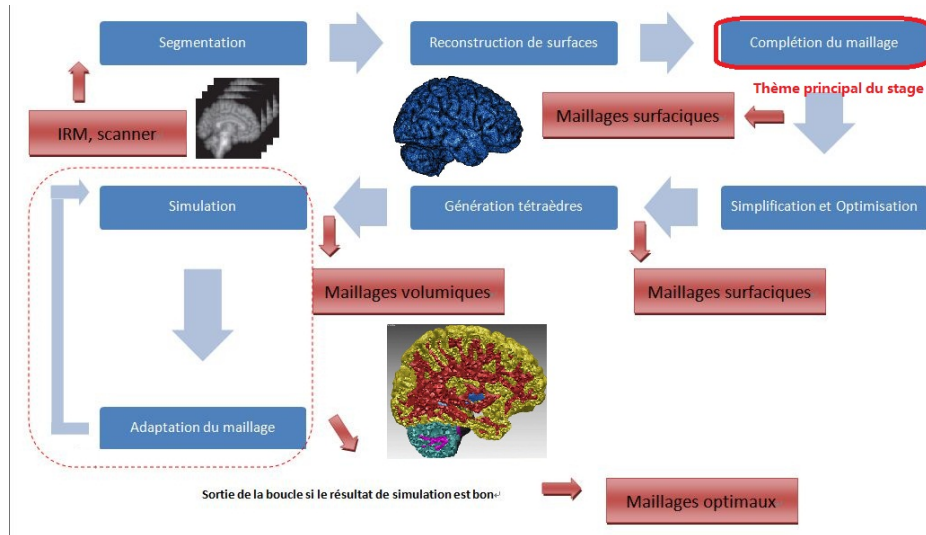 Segmentation
Reconstruction de surfaces
Complétion du maillage
Thème principal du stage
IRM, scanner
Maillages surfaciques
Simulation
Génération tétraèdres
Simplification et Optimisation
Maillages volumiques
Maillages surfaciques
Adaptation du maillage
Sortie de la boucle si le résultat de simulation est bon↵
Maillages optimaux